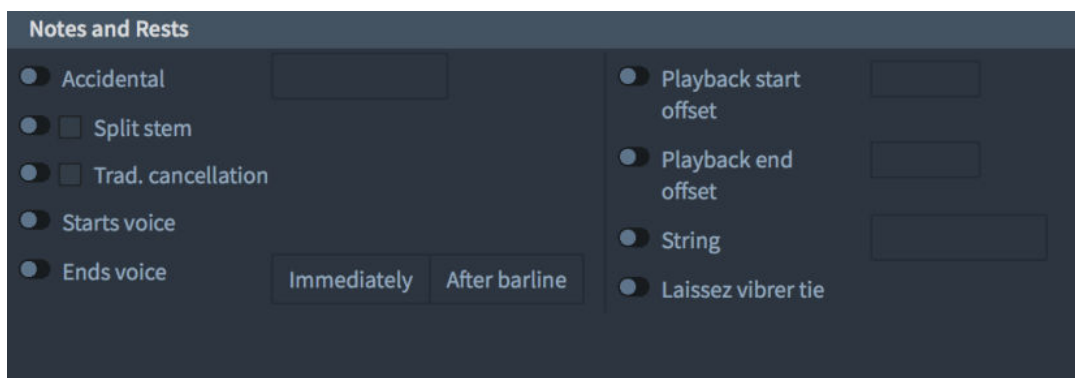 Notes and Rests
Accidental
Split stem
Trad. cancellation
Starts voice
Ends voice
Immediately After barline
Playback start
offset
Playback end
offset
String
Laissez vibrer tie